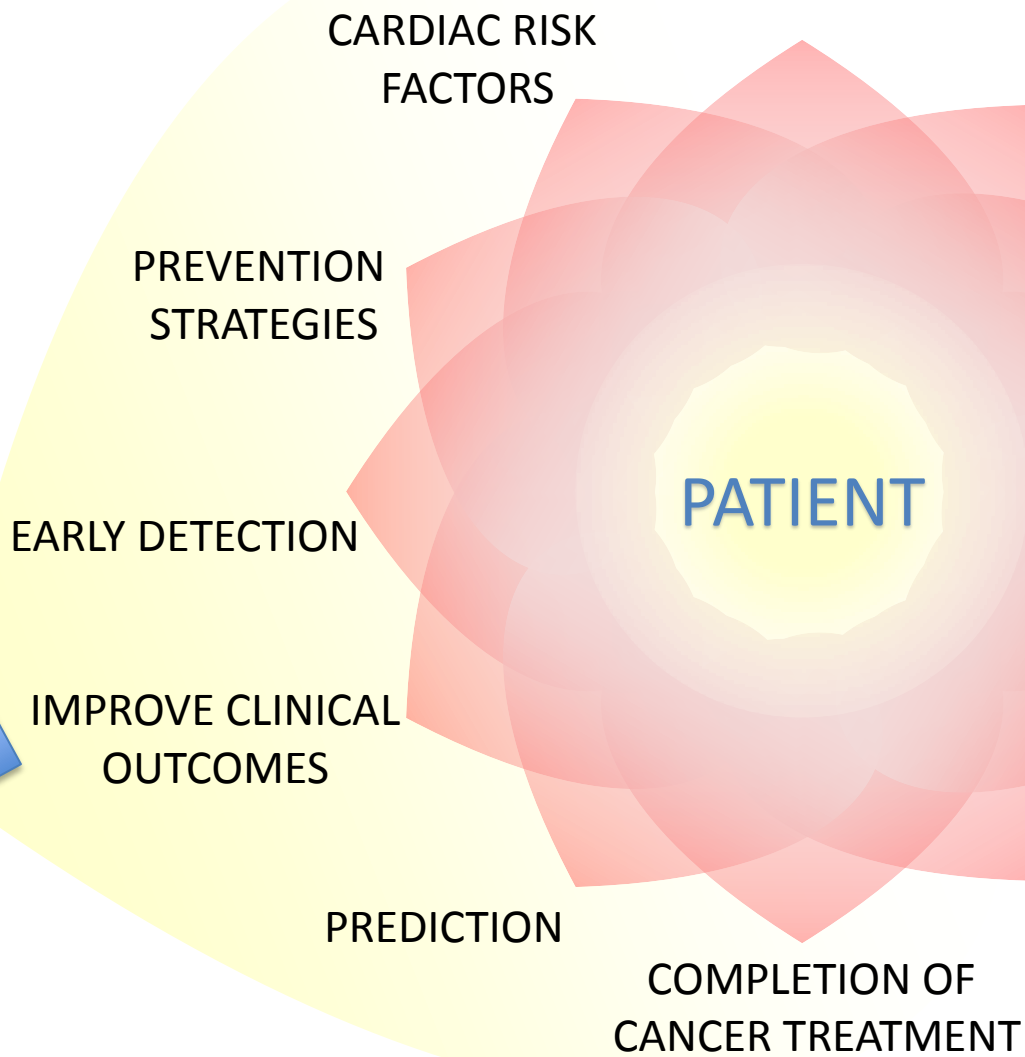 CARDIAC RISK
FACTORS
PREVENTION
STRATEGIES
EARLY DETECTION
PATIENT
IMPROVE CLINICAL
OUTCOMES
PREDICTION
COMPLETION OF
CANCER TREATMENT